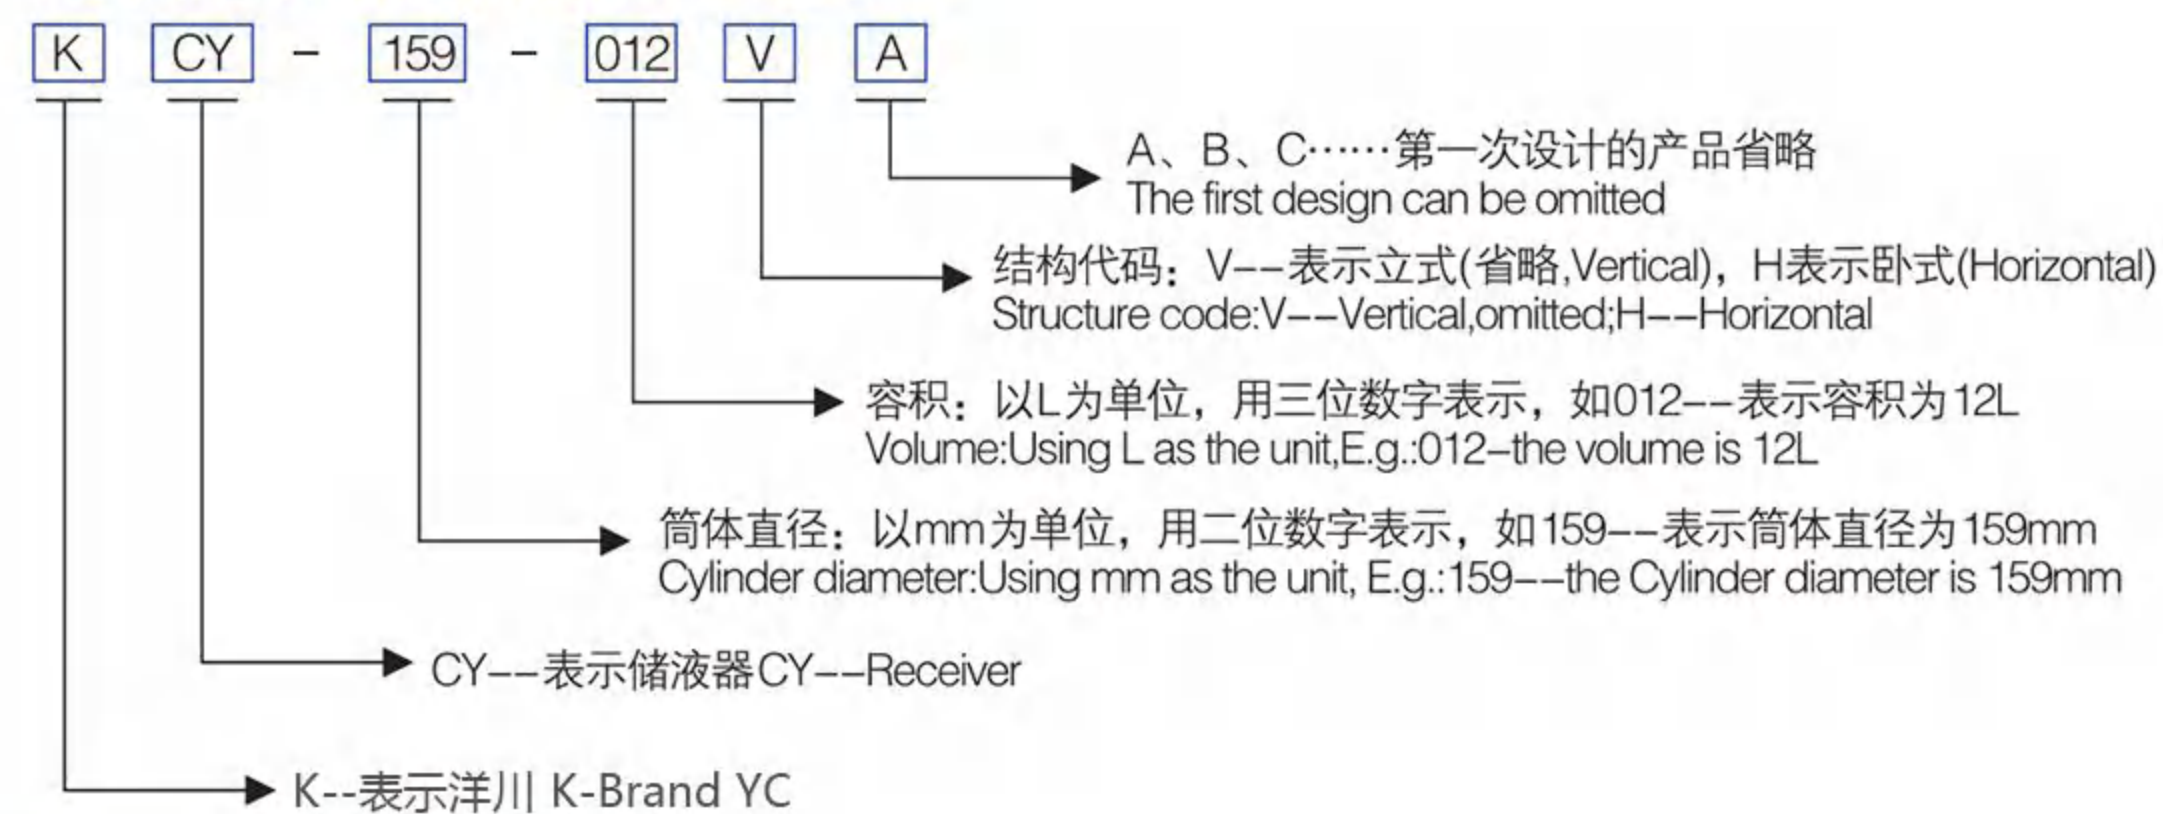 K CY - 159 - 012 V A
A、B、C……第一次设计的产品省略
The first design can be omitted
结构代码：V--表示立式(省略,Vertical)，H表示卧式(Horizontal)
Structure code:V--Vertical,omitted;H--Horizontal
容积：以L为单位，用三位数字表示，如012--表示容积为12L
Volume:Using L as the unit,E.g.:012-the volume is 12L
筒体直径：以mm为单位，用二位数字表示，如159--表示筒体直径为159mm
Cylinder diameter:Using mm as the unit, E.g.:159--the Cylinder diameter is 159mm
CY--表示储液器CY--Receiver
K--表示洋川 K-Brand YC